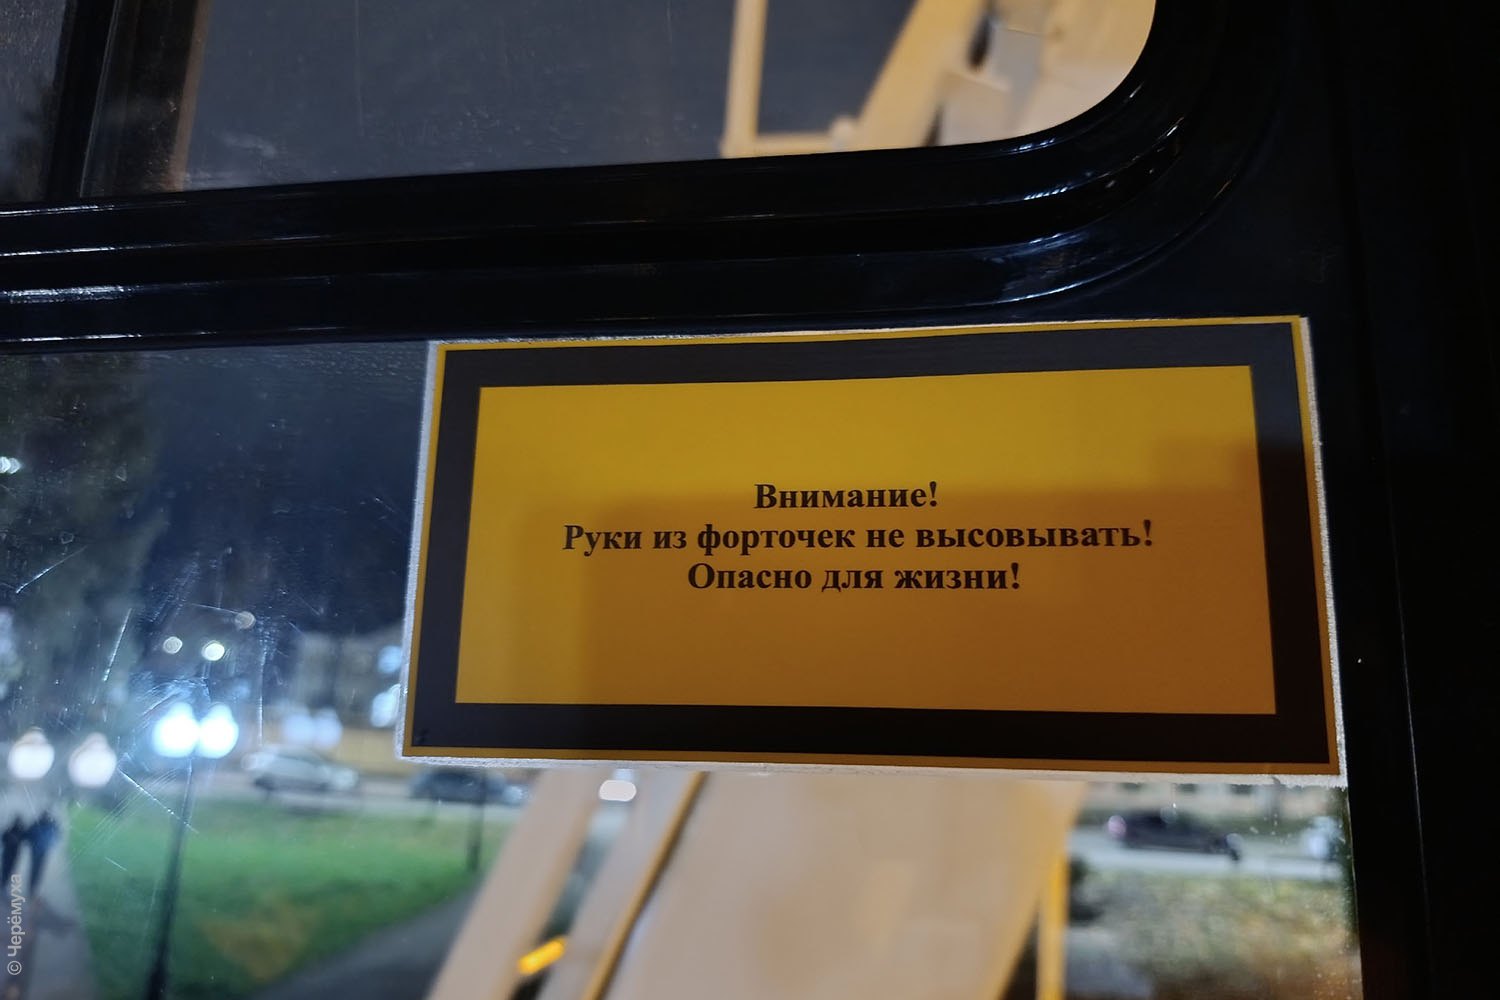 Внимание!
Руки из форточек не высовывать!
Опасно для жизни!
© Черёмуха